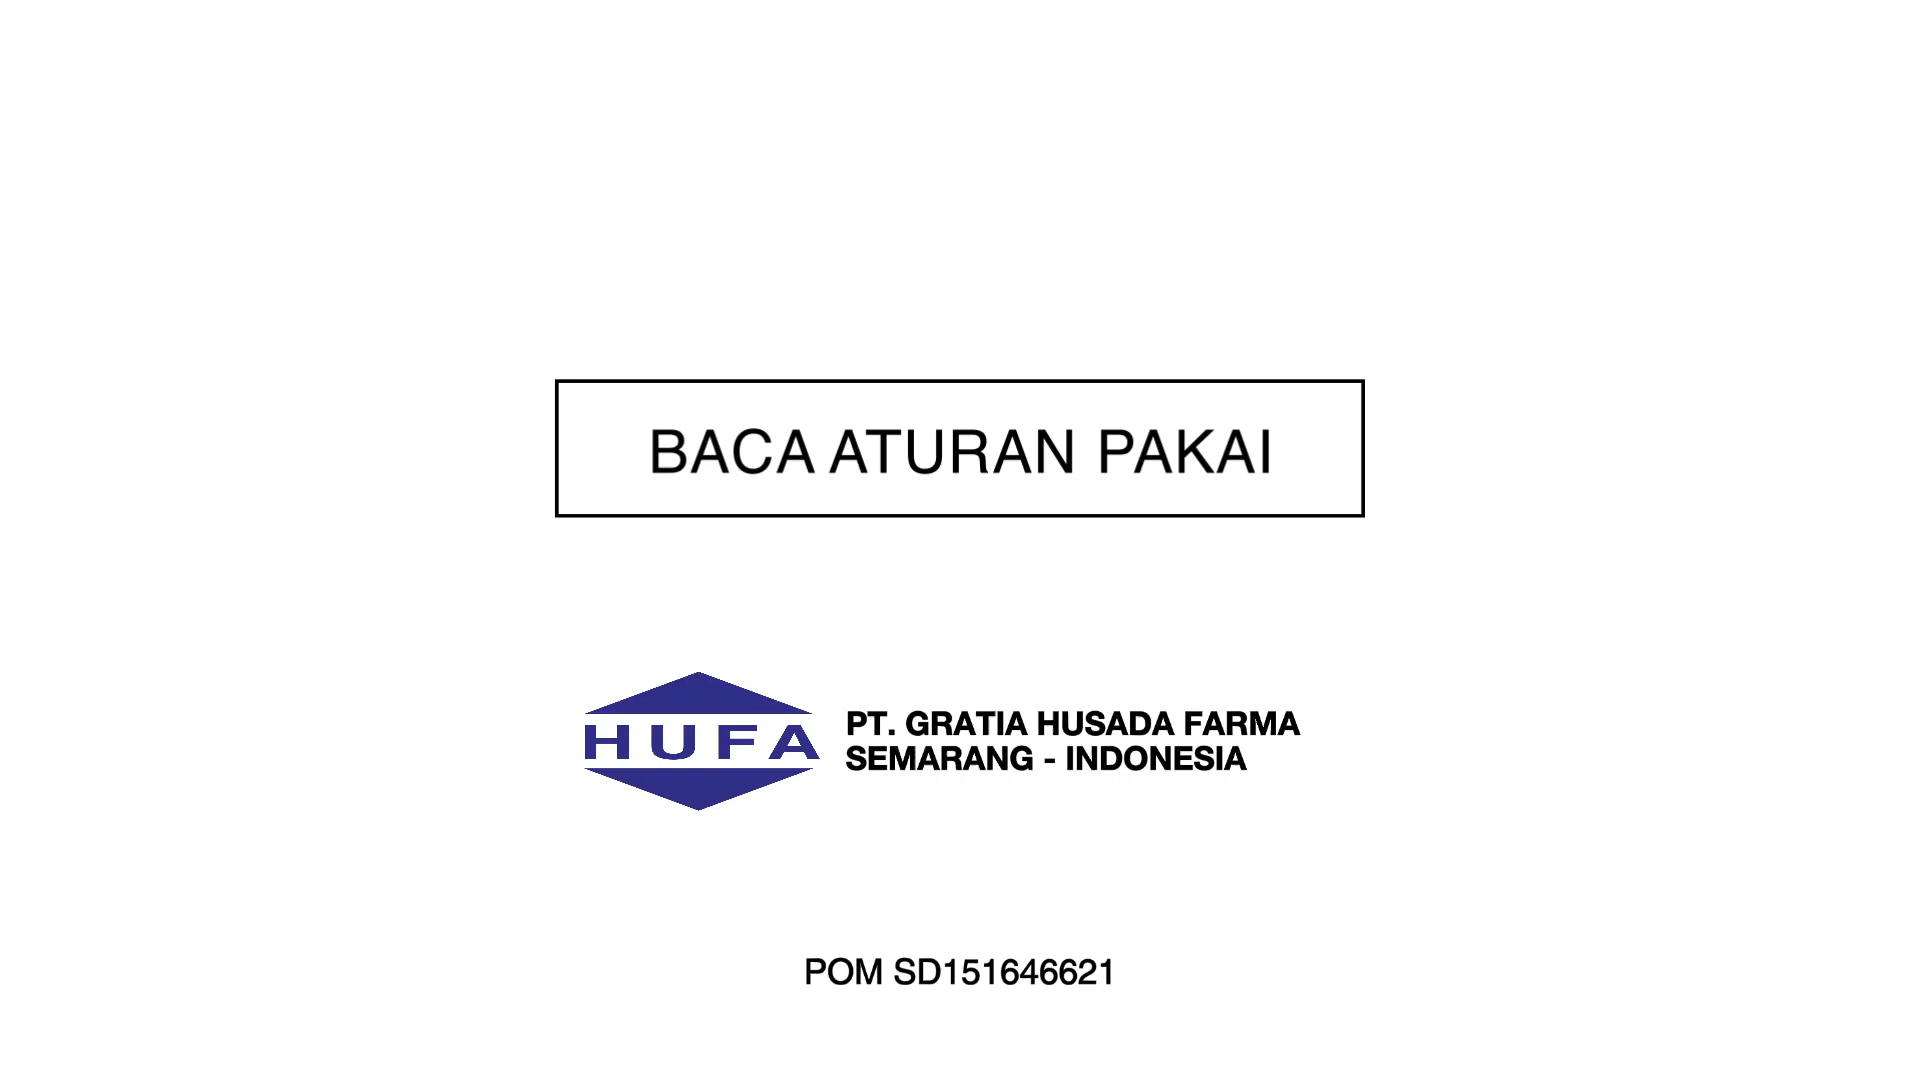 BACA ATURAN PAKAI
HUFA
PT. GRATIA HUSADA FARMA
SEMARANG - INDONESIA
POM SD151646621